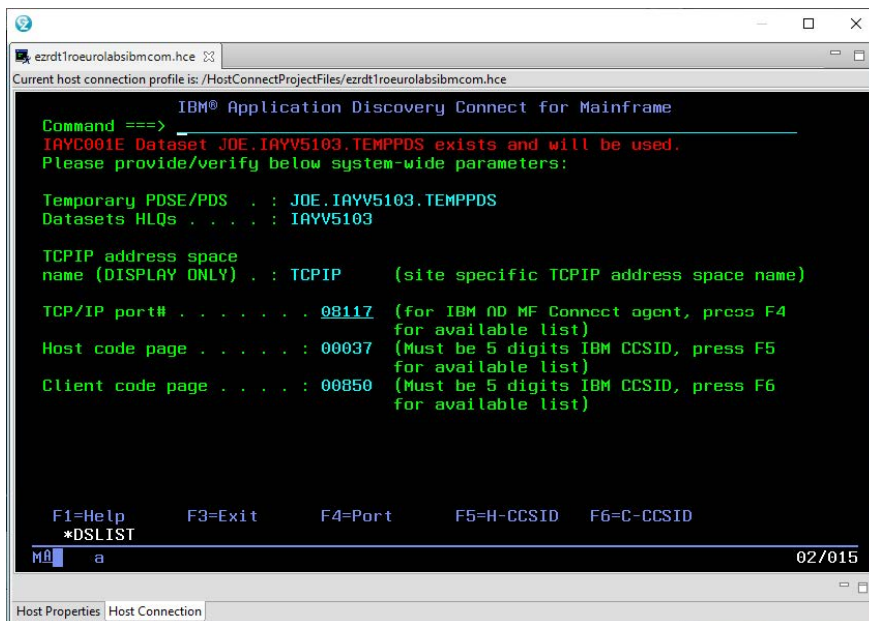 ezrdt1roeurolabsibmcom.hce
Current host connection profile is: /HostConnectProjectFiles/ezrdt1roeurolabsibmcom.hce
IBM® Application Discovery Connect for Mainframe
Command ===>
IAYC001E Dataset JOE.IAYV5103.TEMPPDS exists and will be used.
Please provide/verify below system-wide parameters:
Temporary PDSE/PDS . : JOE.IAYV5103.TEMPPDS
Datasets HLQs . . . . : IAYV5103
TCPIP address space
name (DISPLAY ONLY) . : TCPIP (site specific TCPIP address space name)
TCP/IP port# . . . . . . . 08117 (for IBM AD MF Connect agent, press F4
for available list)
Host code page . . . . . : 00037 (Must be 5 digits IBM CCSID, press F5
for available list)
Client code page . . . . : 00850 (Must be 5 digits IBM CCSID, press F6
for available list)
F1=Help F3=Exit F4=Port F5=H-CCSID F6=C-CCSID
*DSLIST
MA a 02/015
Host Properties Host Connection